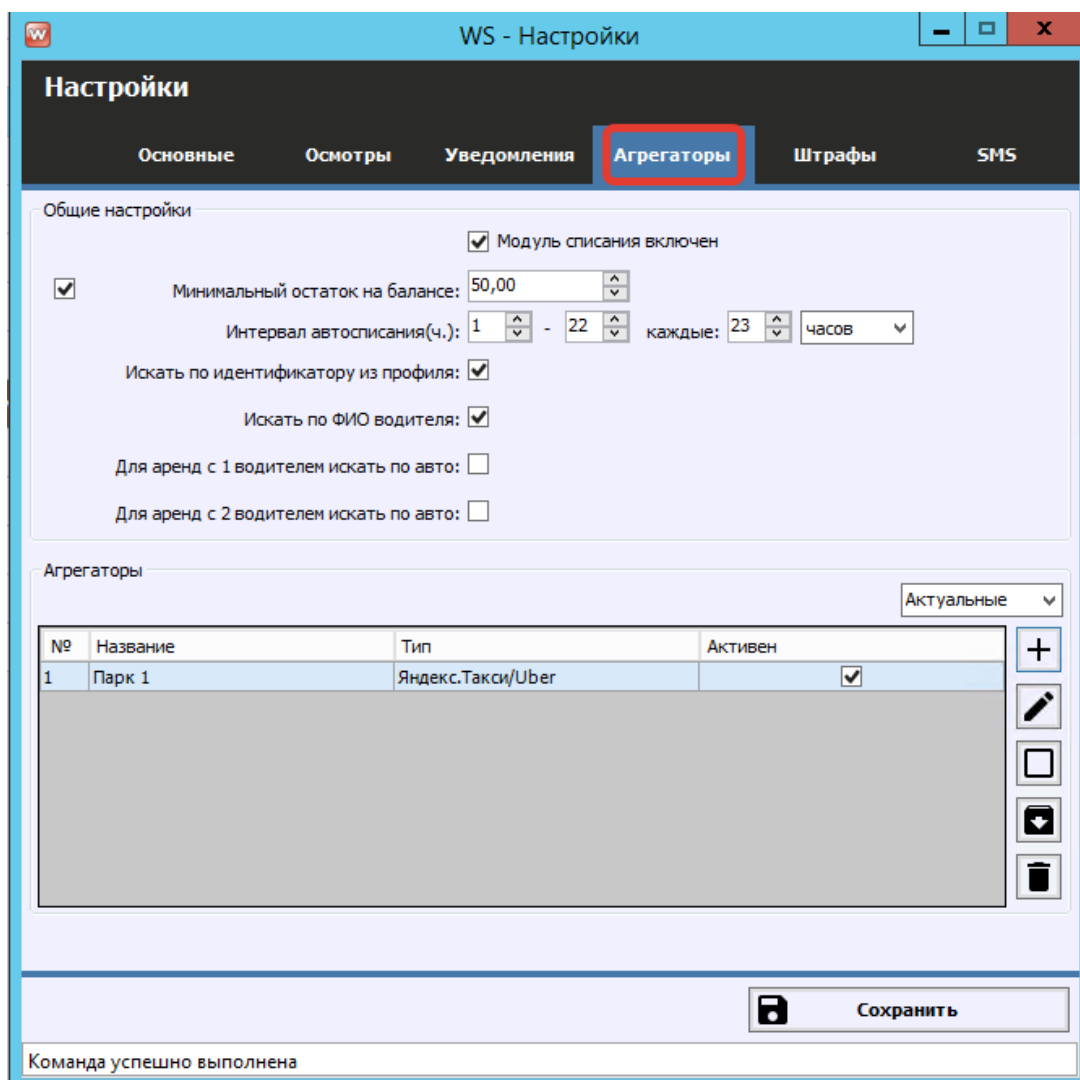 WS - Настройки
Настройки
Основные Осмотры Уведомления Агрегаторы Штрафы SMS
Общие настройки
Модуль списания включен
Минимальный остаток на балансе: 50,00
Интервал автосписания(ч.): 1 - 22 каждые: 23 часов
Искать по идентификатору из профиля:
Искать по ФИО водителя:
Для аренд с 1 водителем искать по авто:
Для аренд с 2 водителем искать по авто:
Агрегаторы
Актуальные
№ Название Тип Активен
1 Парк 1 Яндекс.Такси/Uber
Сохранить
Команда успешно выполнена